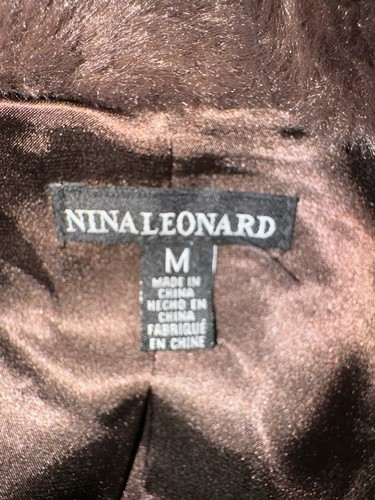 NINA LEONARD
M
MADE IN
CHINA
HECHO EN
CHINA
FABRIQUÉ
EN CHINE